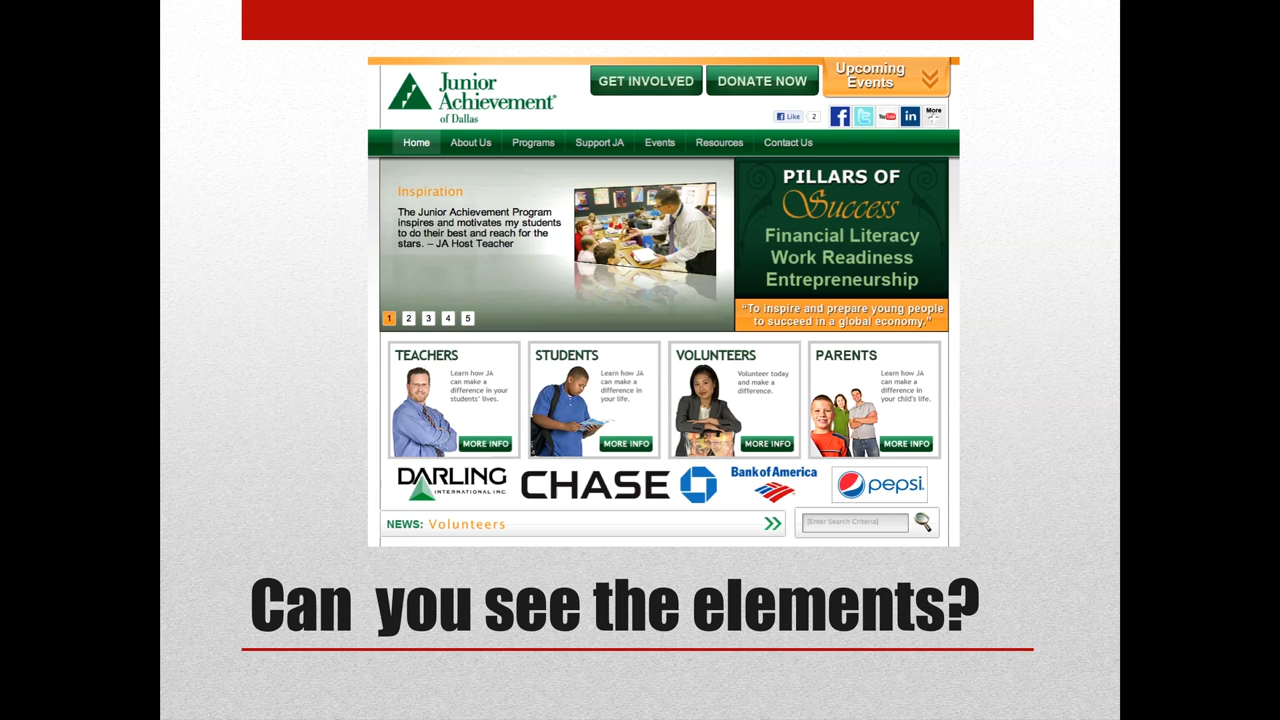 Junior
Achievement®
of Dallas
GET INVOLVED
DONATE NOW
Upcoming
Events
Like
2
You Tube
in
More
Home About Us Programs Support JA Events Resources Contact Us
Inspiration
The Junior Achievement Program
inspires and motivates my students
to do their best and reach for the
stars. – JA Host Teacher
1 2 3 4 5
PILLARS OF
Success
Financial Literacy
Work Readiness
Entrepreneurship
“To inspire and prepare young people
to succeed in a global economy.”
TEACHERS
Learn how JA
can make a
difference in your
students' lives.
MORE INFO
STUDENTS
Learn how JA
can make a
difference in
your life.
MORE INFO
VOLUNTEERS
Volunteer today
and make a
difference.
MORE INFO
PARENTS
Learn how JA
can make a
difference in
your child's life.
MORE INFO
DARLING
INTERNATIONAL INC.
CHASE
Bank of America
pepsi
NEWS: Volunteers
[Enter Search Criteria]
Can you see the elements?